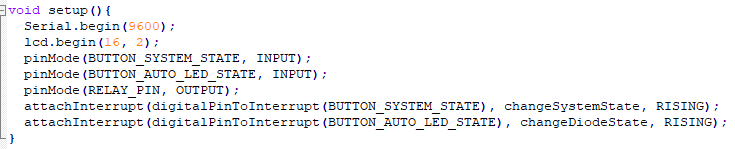 void setup(){
Serial.begin(9600);
lcd.begin(16, 2);
pinMode(BUTTON_SYSTEM_STATE, INPUT);
pinMode(BUTTON_AUTO_LED_STATE, INPUT);
pinMode(RELAY_PIN, OUTPUT);
attachInterrupt(digitalPinToInterrupt(BUTTON_SYSTEM_STATE), changeSystemState, RISING);
attachInterrupt(digitalPinToInterrupt(BUTTON_AUTO_LED_STATE), changeDiodeState, RISING);
}